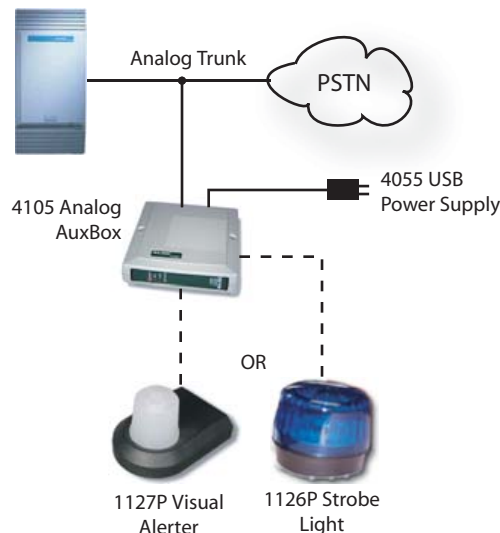 Analog Trunk
PSTN
4055 USB
Power Supply
4105 Analog
AuxBox
OR
1127P Visual
Alerter
1126P Strobe
Light